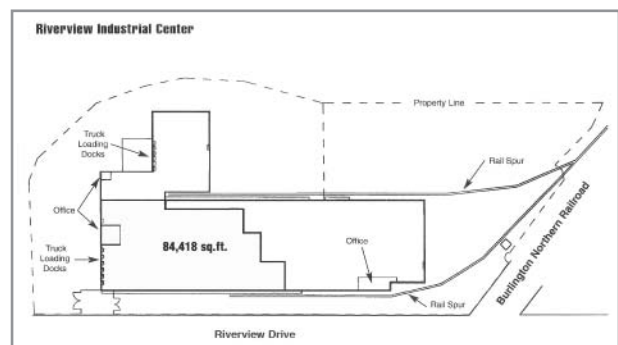 Riverview Industrial Center
Property Line
Truck
Loading
Docks
Rail Spur
Office
84,418 sq.ft.
Office
Truck
Loading
Docks
Burlington Northern Railroad
Rail Spur
Riverview Drive